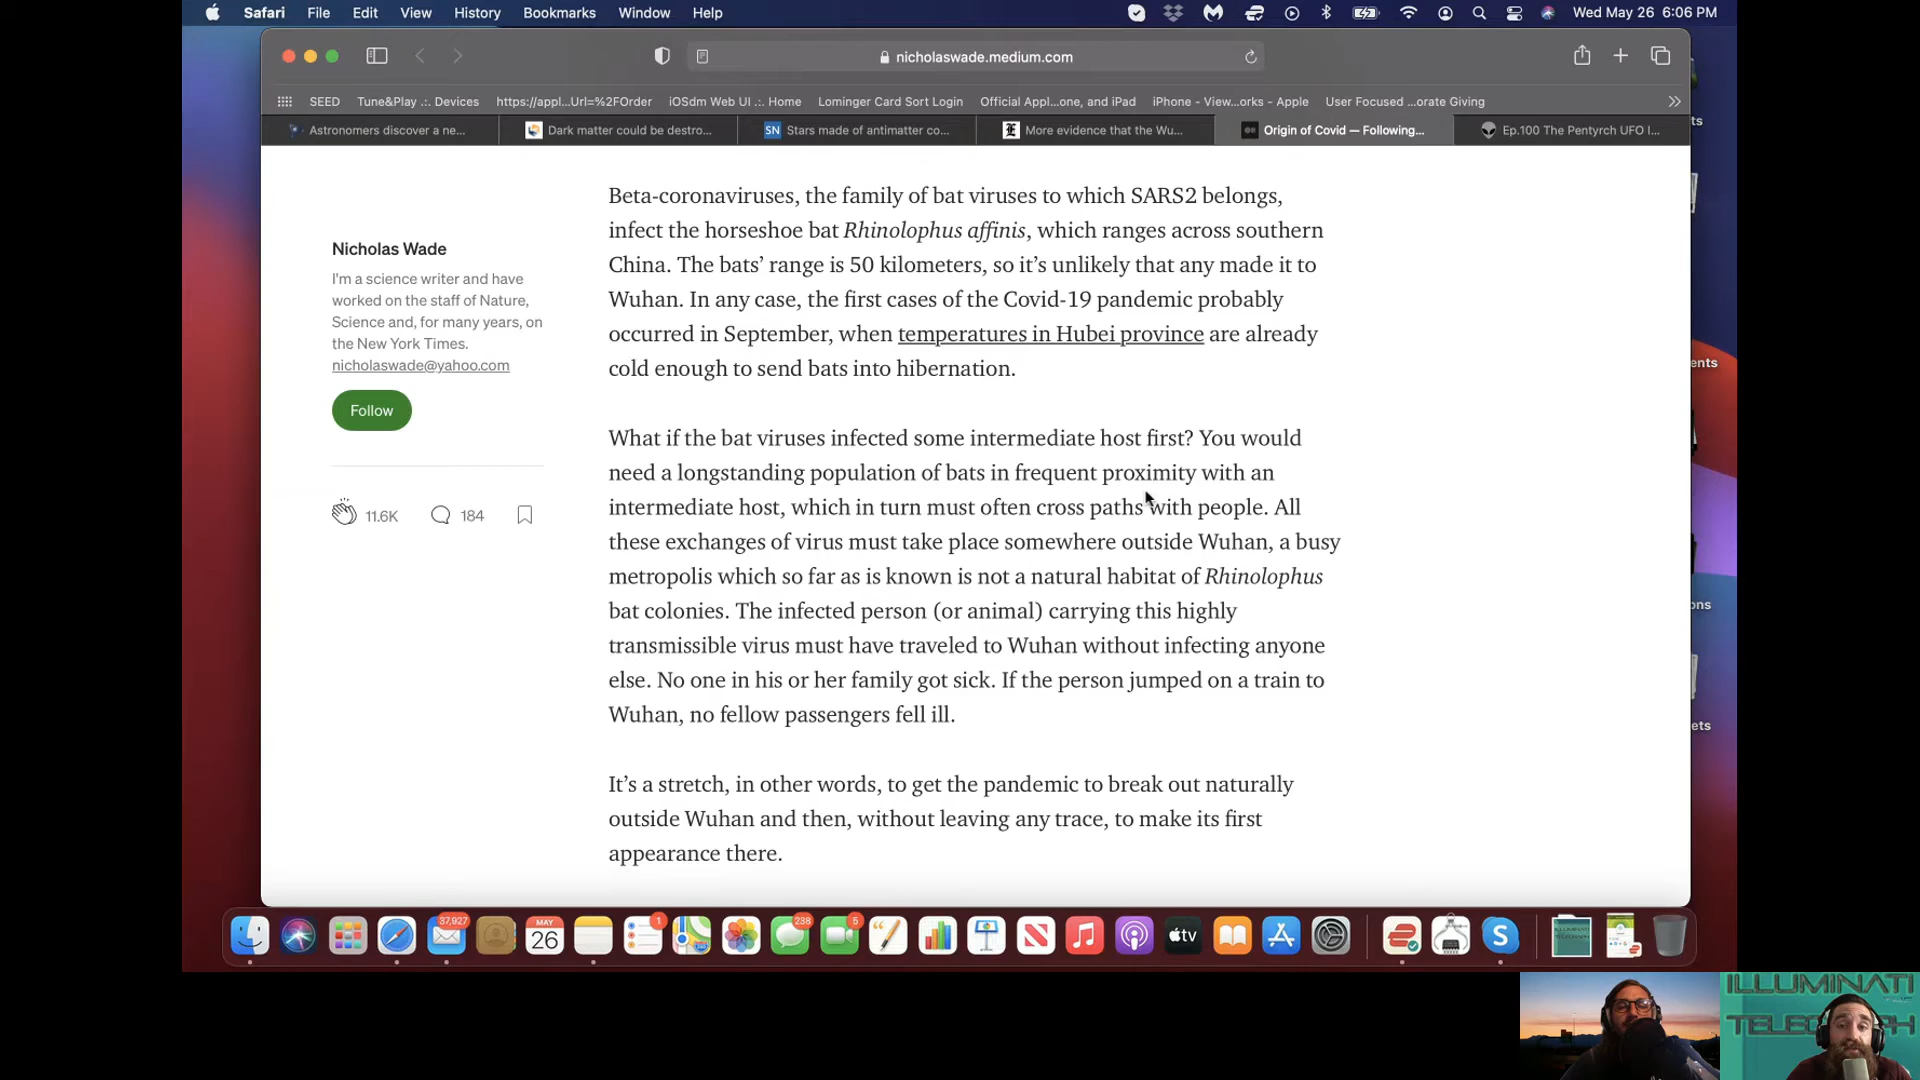 Safari File Edit View History Bookmarks Window Help Wed May 26 6:06 PM
nicholaswade.medium.com
SEED Tune&Play .:. Devices https://appl...Url=%2FOrder iOSdm Web UI .:. Home Lominger Card Sort Login Official Appl...one, and iPad iPhone - View...orks - Apple User Focused ...orate Giving
Astronomers discover a ne... Dark matter could be destro... SN Stars made of antimatter co... More evidence that the Wu... Origin of Covid — Following... Ep.100 The Pentyrch UFO I...
Nicholas Wade
I'm a science writer and have
worked on the staff of Nature,
Science and, for many years, on
the New York Times.
nicholaswade@yahoo.com
Follow
11.6K 184
Beta-coronaviruses, the family of bat viruses to which SARS2 belongs,
infect the horseshoe bat Rhinolophus affinis, which ranges across southern
China. The bats’ range is 50 kilometers, so it’s unlikely that any made it to
Wuhan. In any case, the first cases of the Covid-19 pandemic probably
occurred in September, when temperatures in Hubei province are already
cold enough to send bats into hibernation.
What if the bat viruses infected some intermediate host first? You would
need a longstanding population of bats in frequent proximity with an
intermediate host, which in turn must often cross paths with people. All
these exchanges of virus must take place somewhere outside Wuhan, a busy
metropolis which so far as is known is not a natural habitat of Rhinolophus
bat colonies. The infected person (or animal) carrying this highly
transmissible virus must have traveled to Wuhan without infecting anyone
else. No one in his or her family got sick. If the person jumped on a train to
Wuhan, no fellow passengers fell ill.
It’s a stretch, in other words, to get the pandemic to break out naturally
outside Wuhan and then, without leaving any trace, to make its first
appearance there.
ts
ents
ons
ets
37,927 MAY 26 1 238 5 tv
ILLUMINATI